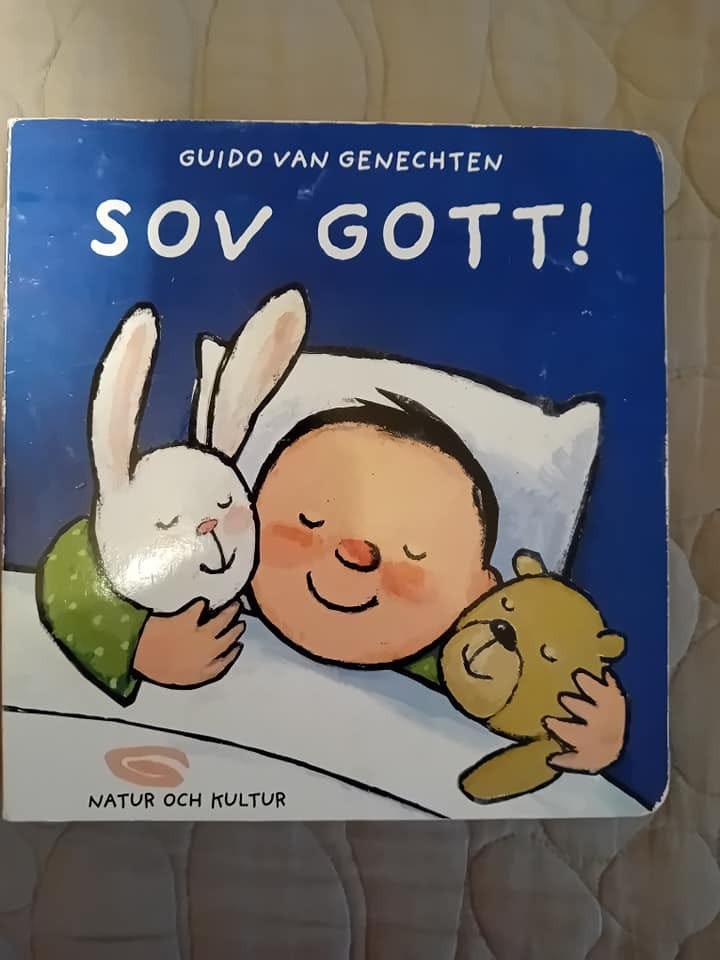 GUIDO VAN GENECHTEN
SOV GOTT!
NATUR OCH KULTUR